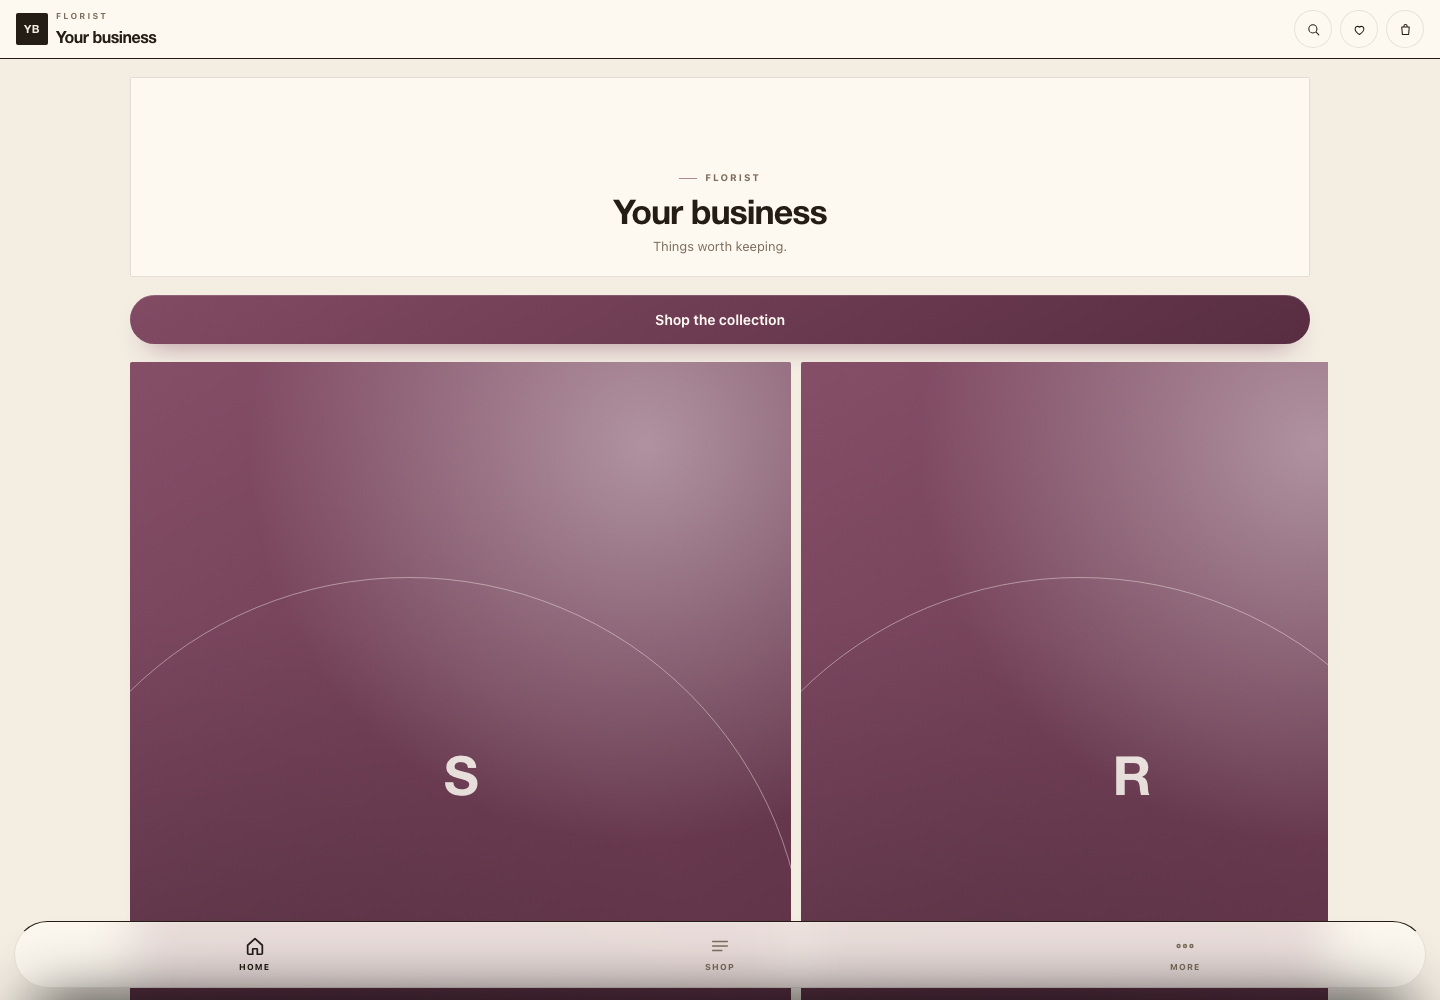 YB
FLORIST
Your business
FLORIST
Your business
Things worth keeping.
Shop the collection
S
R
HOME
SHOP
MORE